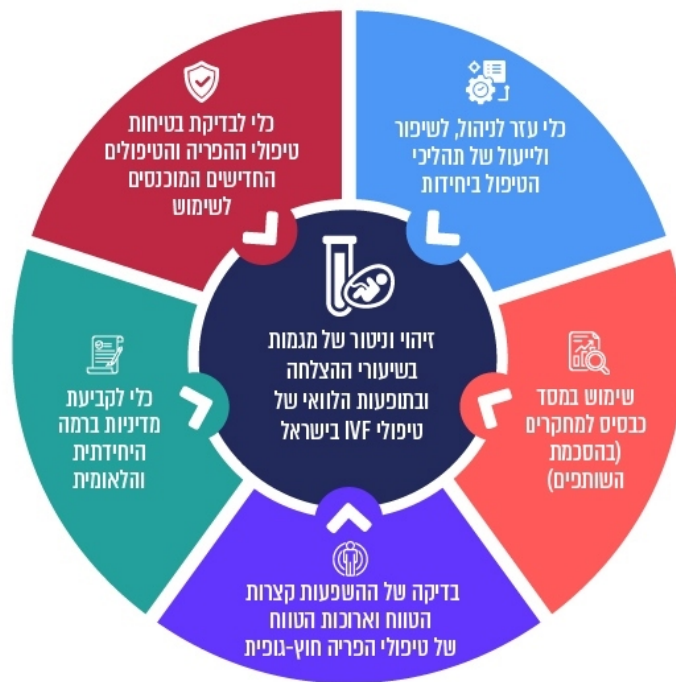 כלי עזר לניהול, לשיפור
ולייעול של תהליכי
הטיפול ביחידות
כלי לבדיקת בטיחות
טיפולי ההפריה והטיפולים
החדשים המוכנסים
לשימוש
זיהוי וניטור של מגמות
בשיעורי ההצלחה
ובתופעות הלוואי של
טיפולי IVF בישראל
שימוש במסד
כבסיס למחקרים
(בהסכמת
השותפים)
כלי לקביעת
מדיניות ברמה
היחידתית
והלאומית
בדיקה של ההשפעות קצרות
הטווח וארוכות הטווח
של טיפולי הפריה חוץ-גופית